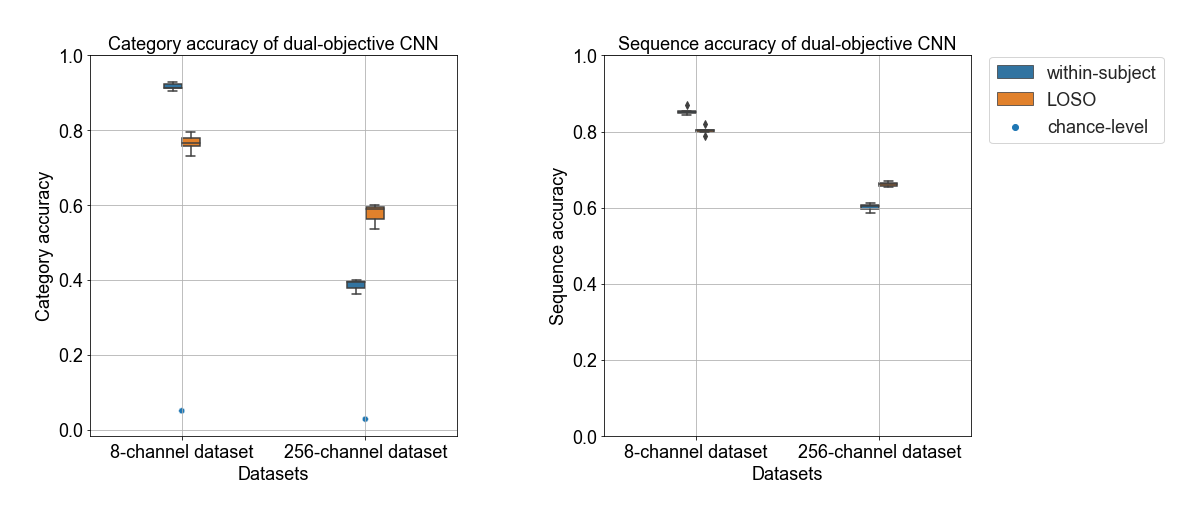 Category accuracy of dual-objective CNN
1.0
0.8
0.6
0.4
0.2
0.0
Category accuracy
8-channel dataset
256-channel dataset
Datasets
Sequence accuracy of dual-objective CNN
1.0
0.8
0.6
0.4
0.2
0.0
Sequence accuracy
8-channel dataset
256-channel dataset
Datasets
within-subject
LOSO
chance-level